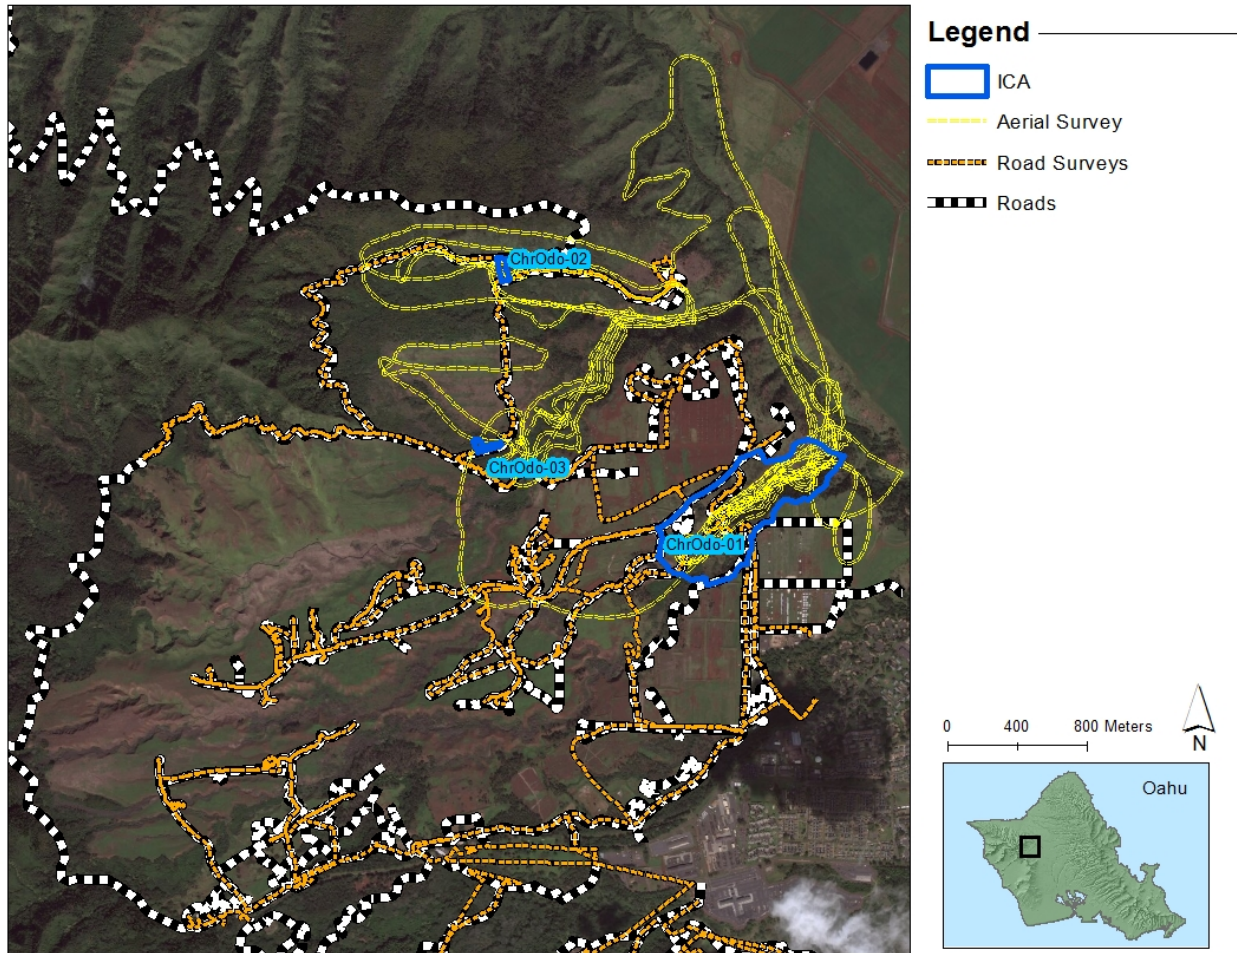 Legend
ICA
Aerial Survey
Road Surveys
Roads
ChrOdo-02
ChrOdo-03
ChrOdo-01
0 400 800 Meters
N
Oahu